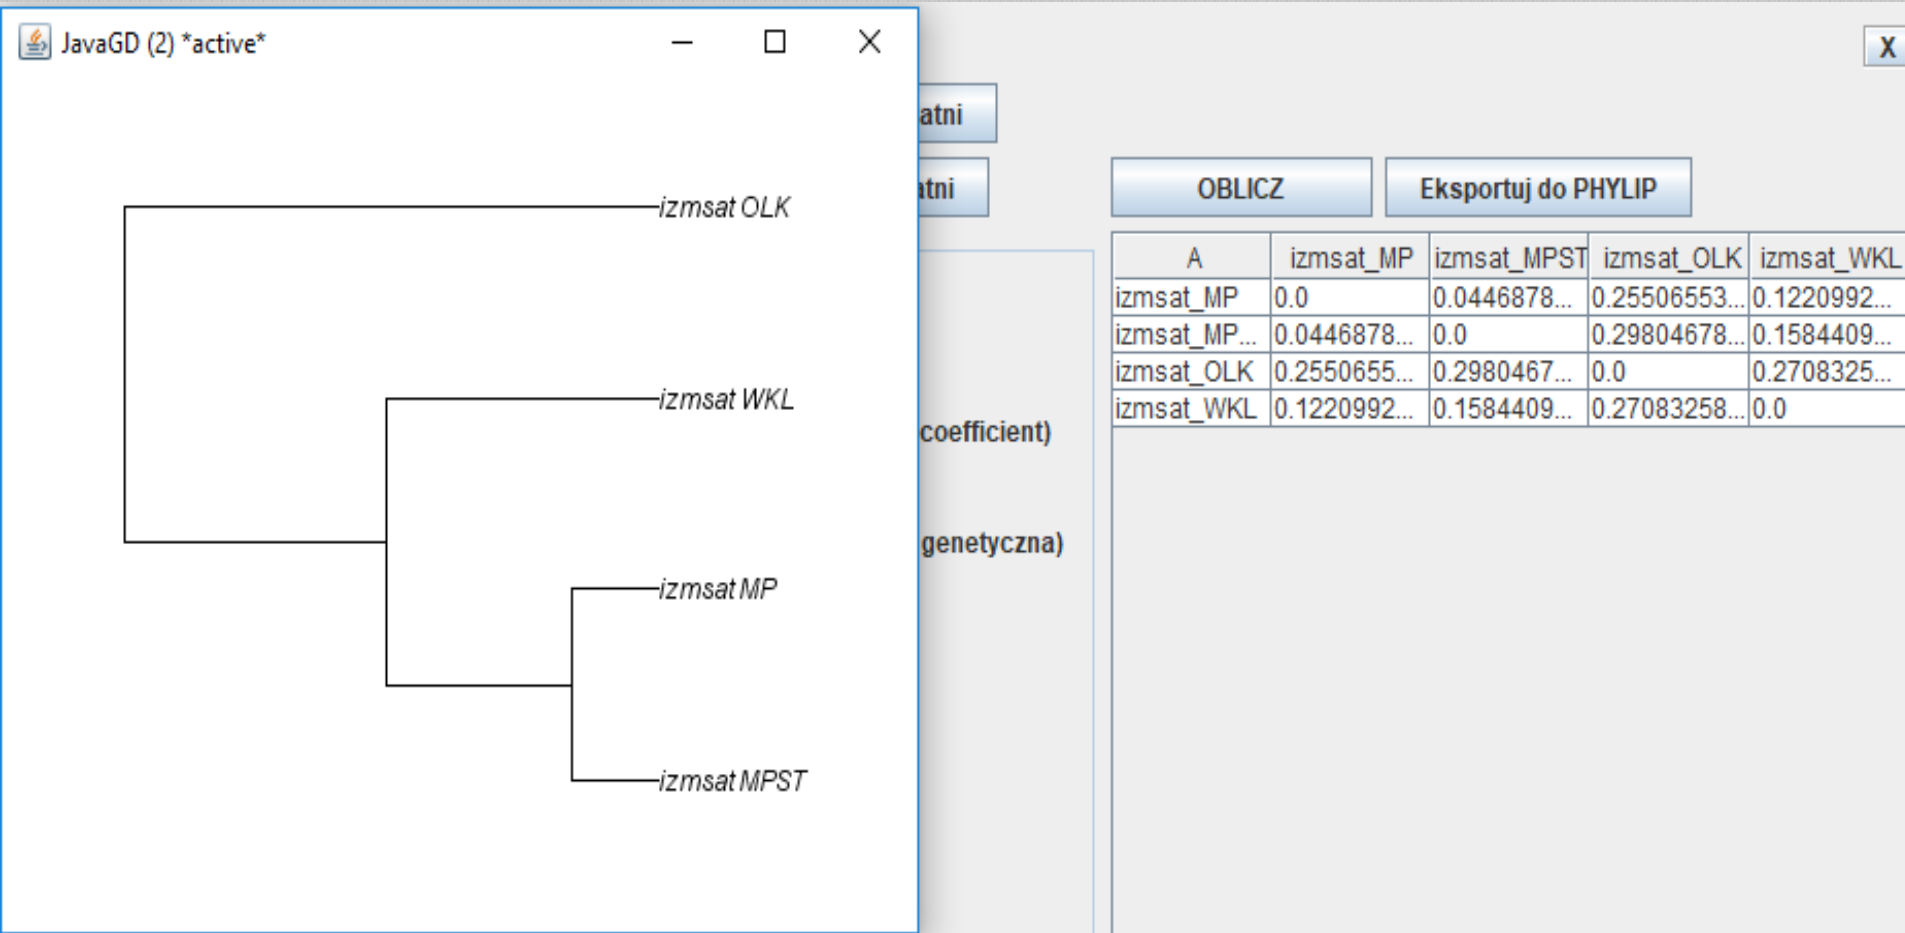 JavaGD (2) *active*
izmsat OLK
izmsat WKL
izmsat MP
izmsat MPST
X
atni
atni
OBLICZ Eksportuj do PHYLIP
coefficient)
genetyczna)
A izmsat_MP izmsat_MPST izmsat_OLK izmsat_WKL
izmsat_MP 0.0 0.0446878... 0.25506553... 0.1220992...
izmsat_MP... 0.0446878... 0.0 0.29804678... 0.1584409...
izmsat_OLK 0.2550655... 0.2980467... 0.0 0.2708325...
izmsat_WKL 0.1220992... 0.1584409... 0.27083258... 0.0